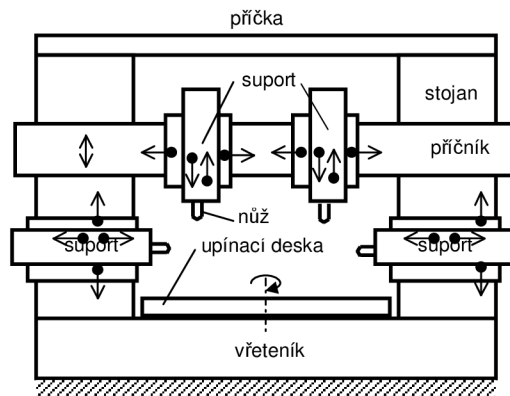 příčka
suport
stojan
příčník
nůž
suport
upínací deska
suport
vřeteník